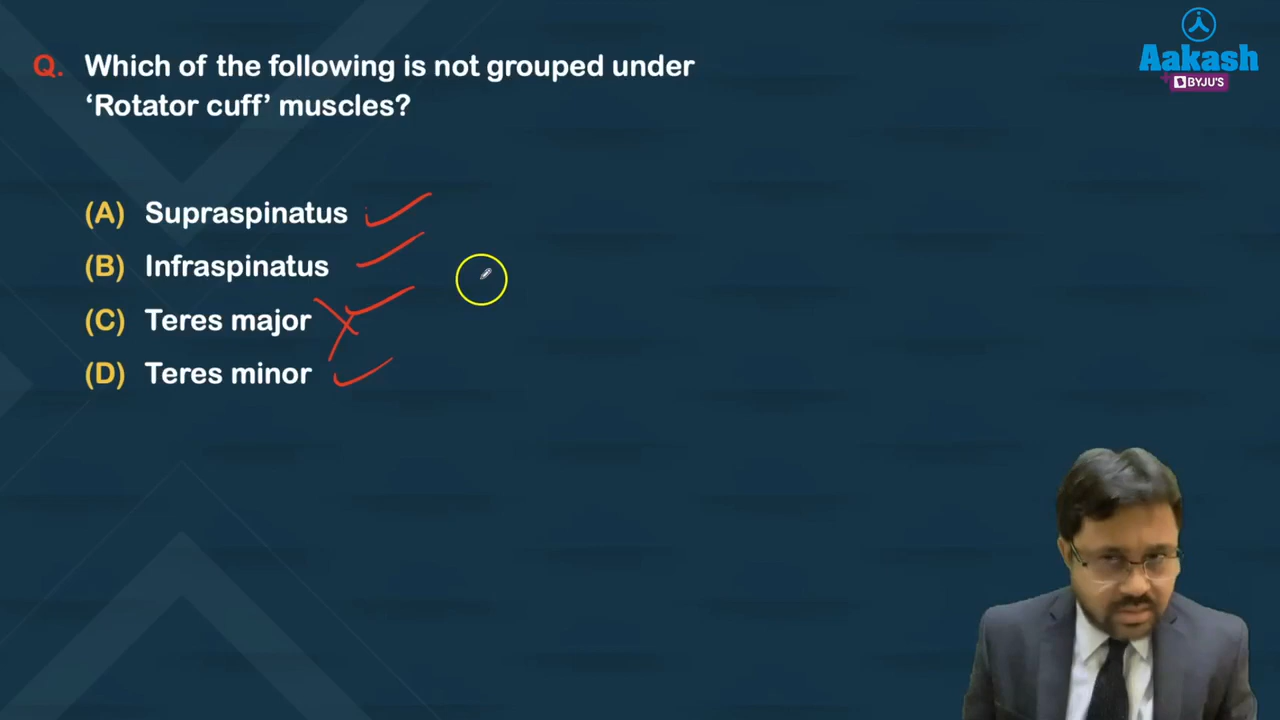 Aakash
BYJU'S
Q. Which of the following is not grouped under
‘Rotator cuff’ muscles?
(A) Supraspinatus
(B) Infraspinatus
(C) Teres major
(D) Teres minor